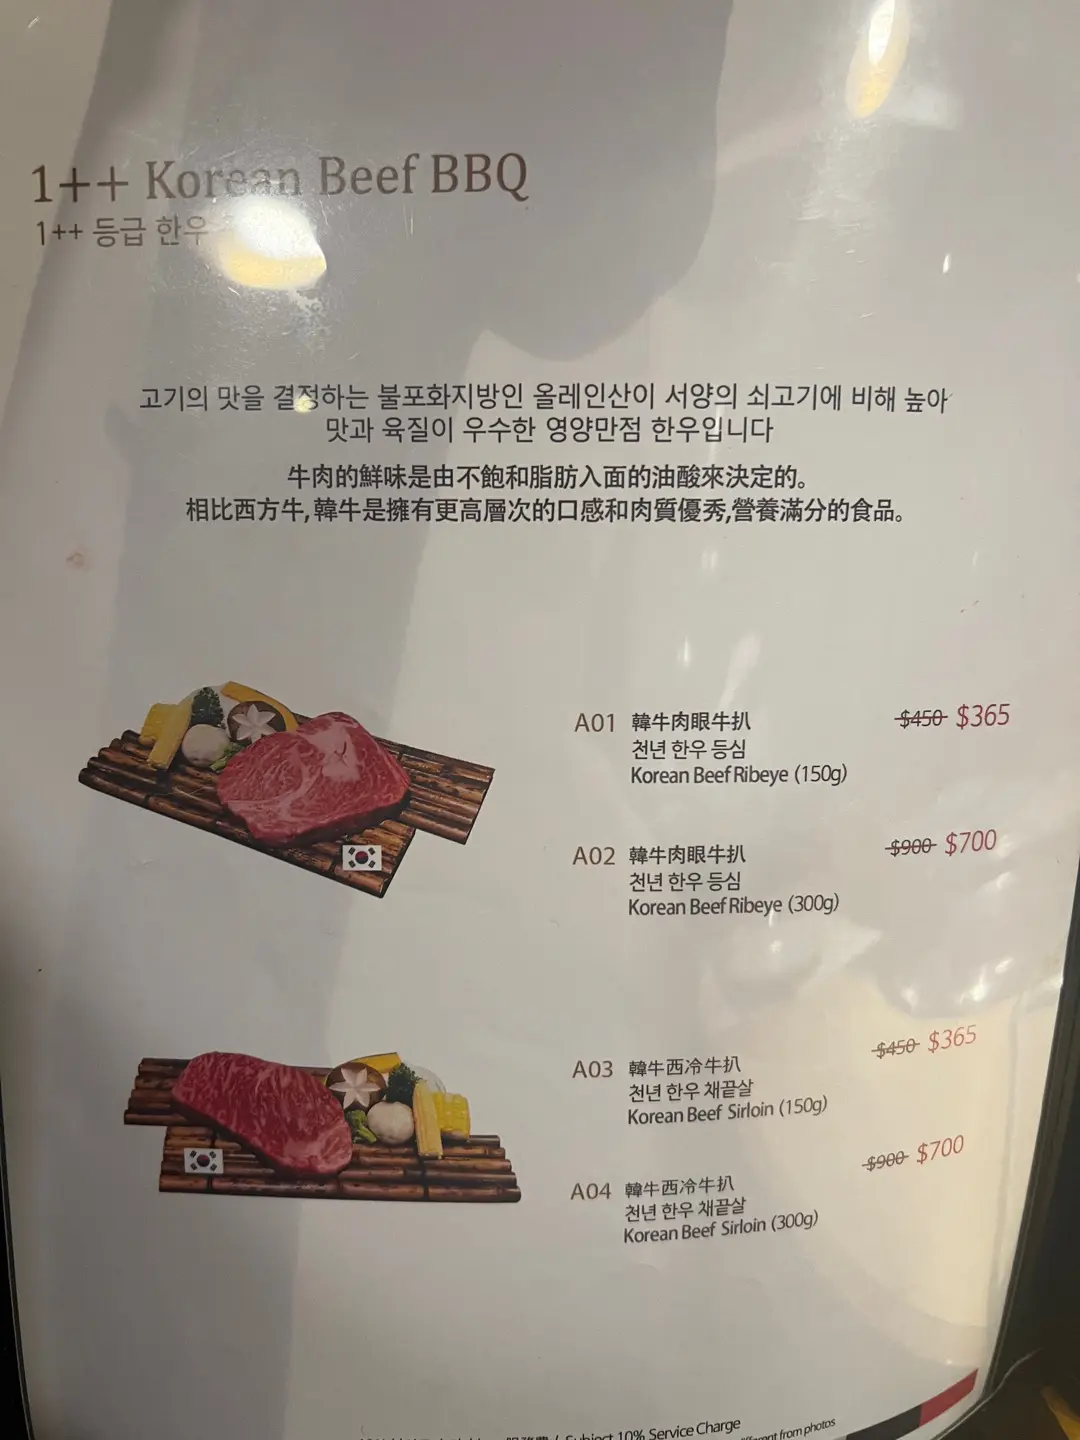 1++ Korean Beef BBQ
1++ 등급 한우
고기의 맛을 결정하는 불포화지방인 올레인산이 서양의 쇠고기에 비해 높아
맛과 육질이 우수한 영양만점 한우입니다
牛肉的鮮味是由不飽和脂肪入面的油酸來決定的。
相比西方牛,韓牛是擁有更高層次的口感和肉質優秀,營養滿分的食品。
A01 韓牛肉眼牛扒 $450 $365
천년 한우 등심
Korean Beef Ribeye (150g)
A02 韓牛肉眼牛扒 $900 $700
천년 한우 등심
Korean Beef Ribeye (300g)
A03 韓牛西冷牛扒 $450 $365
천년 한우 채끝살
Korean Beef Sirloin (150g)
A04 韓牛西冷牛扒 $900 $700
천년 한우 채끝살
Korean Beef Sirloin (300g)
服務費 / Subject 10% Service Charge
from photos